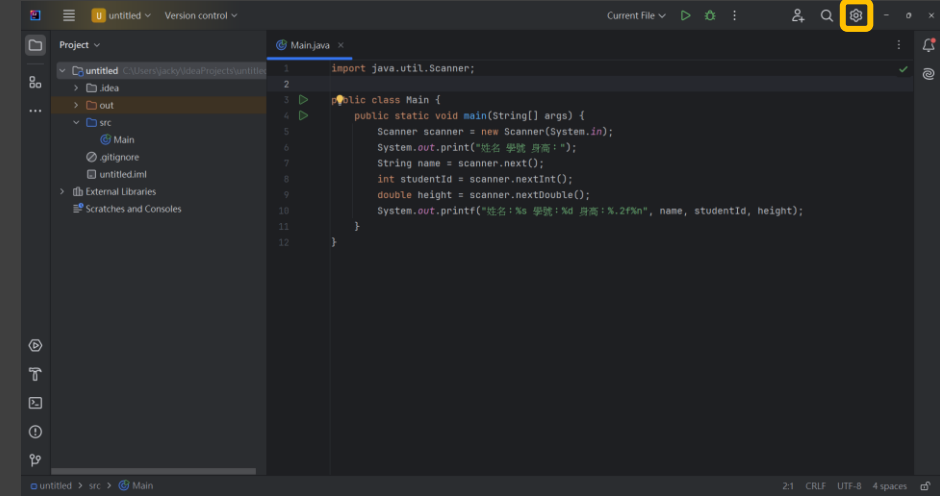 U untitled Version control Current File
Project
Main.java
untitled C:\Users\jacky\IdeaProjects\untitled
.idea
out
src
Main
.gitignore
untitled.iml
External Libraries
Scratches and Consoles
1 import java.util.Scanner;
2
3 public class Main {
4 public static void main(String[] args) {
5 Scanner scanner = new Scanner(System.in);
6 System.out.print("姓名 學號 身高：");
7 String name = scanner.next();
8 int studentId = scanner.nextInt();
9 double height = scanner.nextDouble();
10 System.out.printf("姓名：%s 學號：%d 身高：%.2f%n", name, studentId, height);
11 }
12 }
untitled > src > Main 2:1 CRLF UTF-8 4 spaces